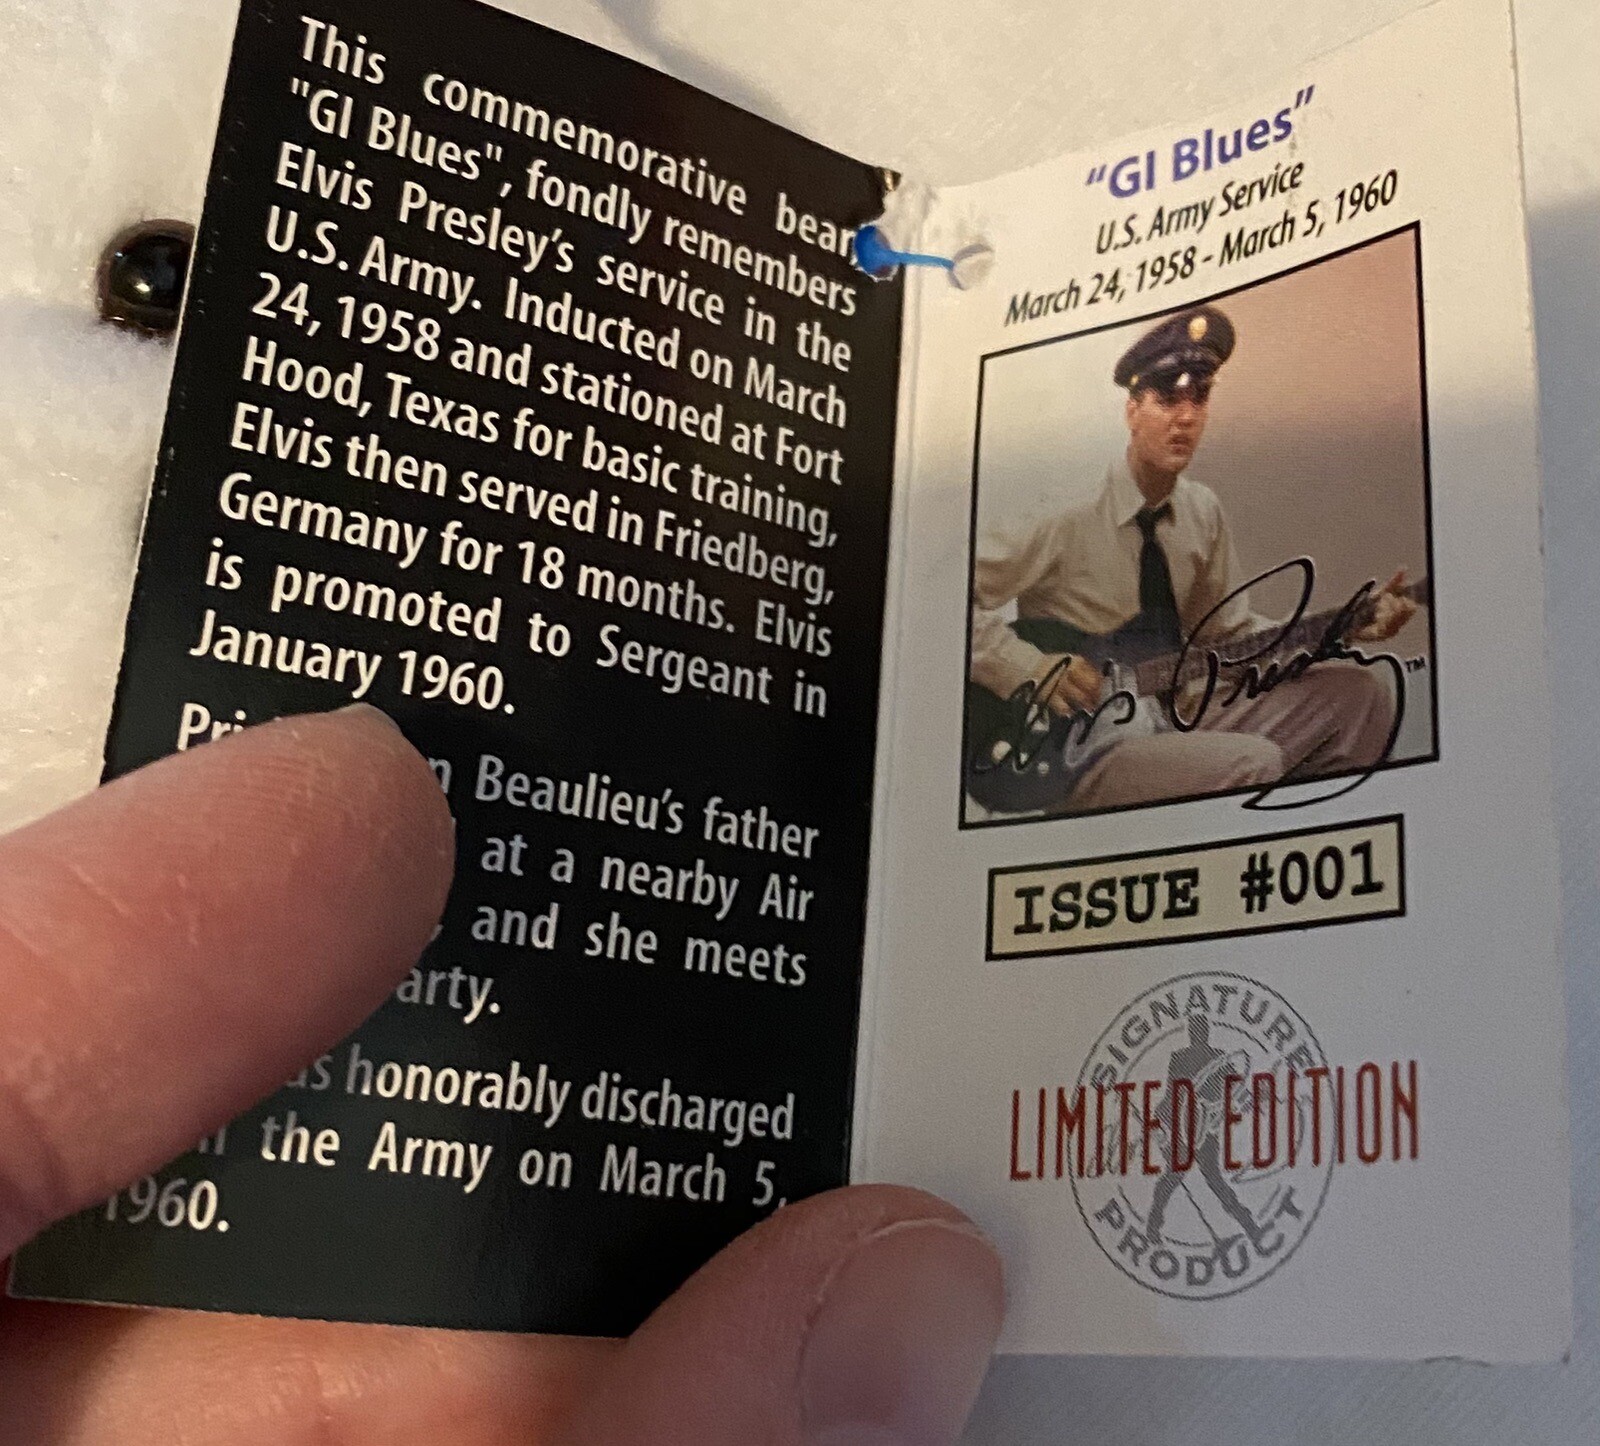 This commemorative bear,
"GI Blues", fondly remembers
Elvis Presley's service in the
U.S. Army. Inducted on March
24, 1958 and stationed at Fort
Hood, Texas for basic training,
Elvis then served in Friedberg,
Germany for 18 months. Elvis
is promoted to Sergeant in
January 1960.
Beaulieu's father
at a nearby Air
and she meets
honorably discharged
the Army on March 5,
1960.
“GI Blues”
U.S. Army Service
March 24, 1958 - March 5, 1960
Elvis Presley™
ISSUE #001
SIGNATURE
LIMITED EDITION
PRODUCT